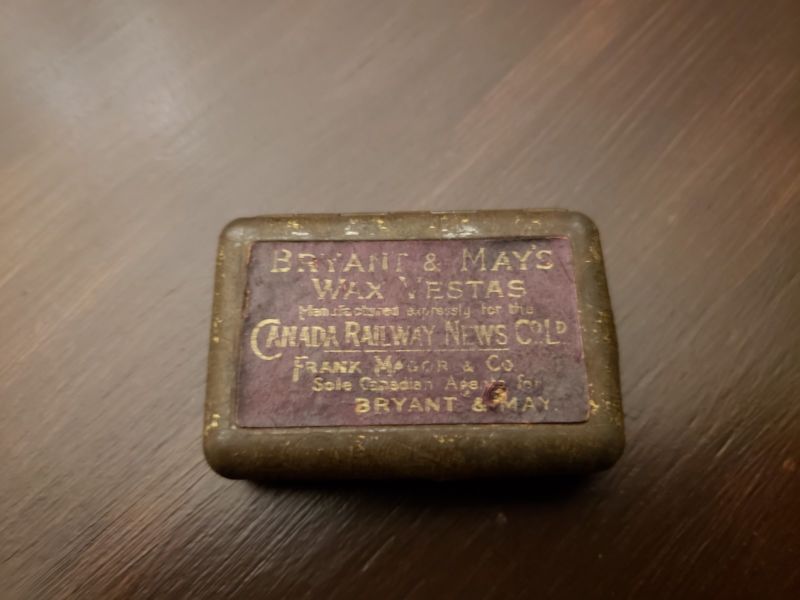 BRYANT & MAY'S
WAX VESTAS
Manufactured expressly for the
CANADA RAILWAY NEWS Co. LD
FRANK MAGOR & Co
Sole Canadian Agents for
BRYANT & MAY